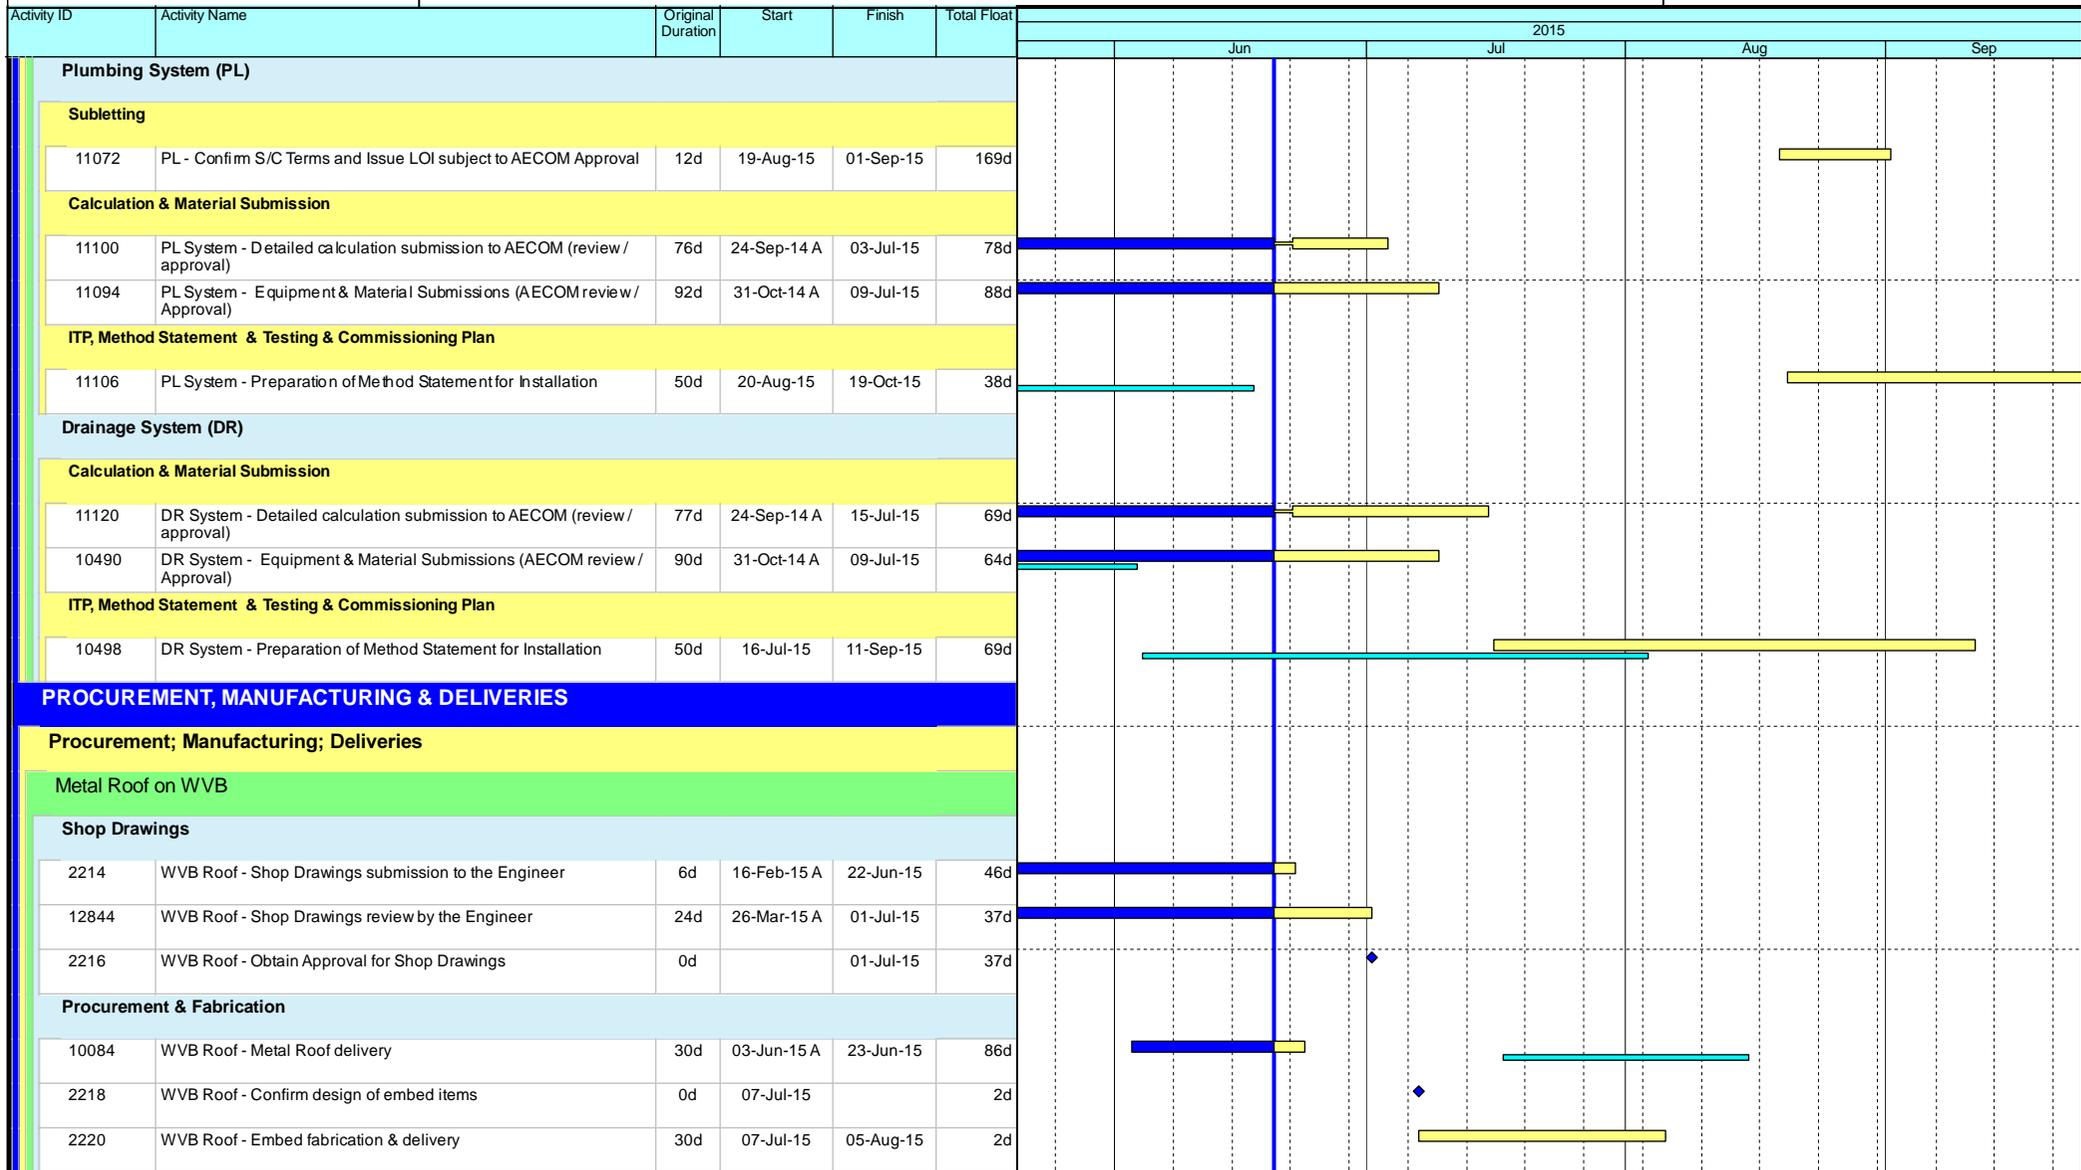 Activity ID Activity Name Original Duration Start Finish Total Float
2015
Jun Jul Aug Sep
Plumbing System (PL)
Subletting
11072 PL - Confirm S/C Terms and Issue LOI subject to AECOM Approval 12d 19-Aug-15 01-Sep-15 169d
Calculation & Material Submission
11100 PL System - Detailed calculation submission to AECOM (review / 76d 24-Sep-14 A 03-Jul-15 78d
approval)
11094 PL System - Equipment & Material Submissions (AECOM review / 92d 31-Oct-14 A 09-Jul-15 88d
Approval)
ITP, Method Statement & Testing & Commissioning Plan
11106 PL System - Preparation of Method Statement for Installation 50d 20-Aug-15 19-Oct-15 38d
Drainage System (DR)
Calculation & Material Submission
11120 DR System - Detailed calculation submission to AECOM (review / 77d 24-Sep-14 A 15-Jul-15 69d
approval)
10490 DR System - Equipment & Material Submissions (AECOM review / 90d 31-Oct-14 A 09-Jul-15 64d
Approval)
ITP, Method Statement & Testing & Commissioning Plan
10498 DR System - Preparation of Method Statement for Installation 50d 16-Jul-15 11-Sep-15 69d
PROCUREMENT, MANUFACTURING & DELIVERIES
Procurement; Manufacturing; Deliveries
Metal Roof on WVB
Shop Drawings
2214 WVB Roof - Shop Drawings submission to the Engineer 6d 16-Feb-15 A 22-Jun-15 46d
12844 WVB Roof - Shop Drawings review by the Engineer 24d 26-Mar-15 A 01-Jul-15 37d
2216 WVB Roof - Obtain Approval for Shop Drawings 0d 01-Jul-15 37d
Procurement & Fabrication
10084 WVB Roof - Metal Roof delivery 30d 03-Jun-15 A 23-Jun-15 86d
2218 WVB Roof - Confirm design of embed items 0d 07-Jul-15 2d
2220 WVB Roof - Embed fabrication & delivery 30d 07-Jul-15 05-Aug-15 2d